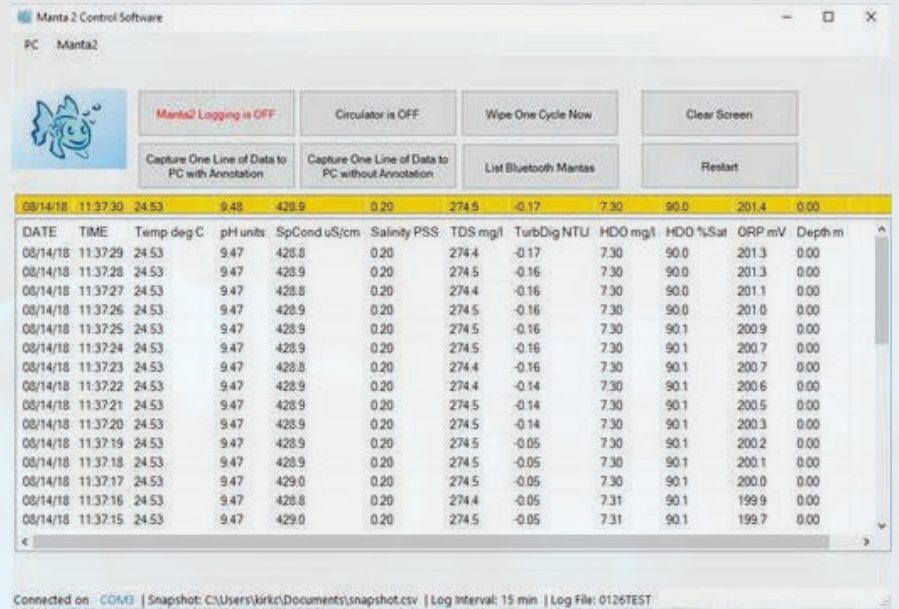 Manta 2 Control Software
PC Manta2
Manta2 Logging is OFF Circulator is OFF Wipe One Cycle Now Clear Screen
Capture One Line of Data to PC with Annotation Capture One Line of Data to PC without Annotation List Bluetooth Mantas Restart
08/14/18 11:37:30 24.53 9.48 428.9 0.20 274.5 -0.17 7.30 90.0 201.4 0.00
DATE TIME Temp deg C pH units SpCond uS/cm Salinity PSS TDS mg/l TurbDig NTU HDO mg/l HDO %Sat ORP mV Depth m
08/14/18 11:37:29 24.53 9.47 428.8 0.20 274.4 -0.17 7.30 90.0 201.3 0.00
08/14/18 11:37:28 24.53 9.47 428.9 0.20 274.5 -0.16 7.30 90.0 201.3 0.00
08/14/18 11:37:27 24.53 9.47 428.8 0.20 274.4 -0.16 7.30 90.0 201.1 0.00
08/14/18 11:37:26 24.53 9.47 428.9 0.20 274.5 -0.16 7.30 90.0 201.0 0.00
08/14/18 11:37:25 24.53 9.47 428.9 0.20 274.5 -0.16 7.30 90.1 200.9 0.00
08/14/18 11:37:24 24.53 9.47 428.9 0.20 274.5 -0.16 7.30 90.1 200.7 0.00
08/14/18 11:37:23 24.53 9.47 428.8 0.20 274.4 -0.16 7.30 90.1 200.7 0.00
08/14/18 11:37:22 24.53 9.47 428.9 0.20 274.4 -0.14 7.30 90.1 200.6 0.00
08/14/18 11:37:21 24.53 9.47 428.9 0.20 274.5 -0.14 7.30 90.1 200.5 0.00
08/14/18 11:37:20 24.53 9.47 428.9 0.20 274.5 -0.14 7.30 90.1 200.3 0.00
08/14/18 11:37:19 24.53 9.47 428.9 0.20 274.5 -0.05 7.30 90.1 200.2 0.00
08/14/18 11:37:18 24.53 9.47 428.9 0.20 274.5 -0.05 7.30 90.1 200.1 0.00
08/14/18 11:37:17 24.53 9.47 429.0 0.20 274.5 -0.05 7.30 90.1 200.0 0.00
08/14/18 11:37:16 24.53 9.47 428.8 0.20 274.4 -0.05 7.31 90.1 199.9 0.00
08/14/18 11:37:15 24.53 9.47 429.0 0.20 274.5 -0.05 7.31 90.1 199.7 0.00
Connected on COM3 | Snapshot: C:\Users\kirkc\Documents\snapshot.csv | Log Interval: 15 min | Log File: 0126TEST